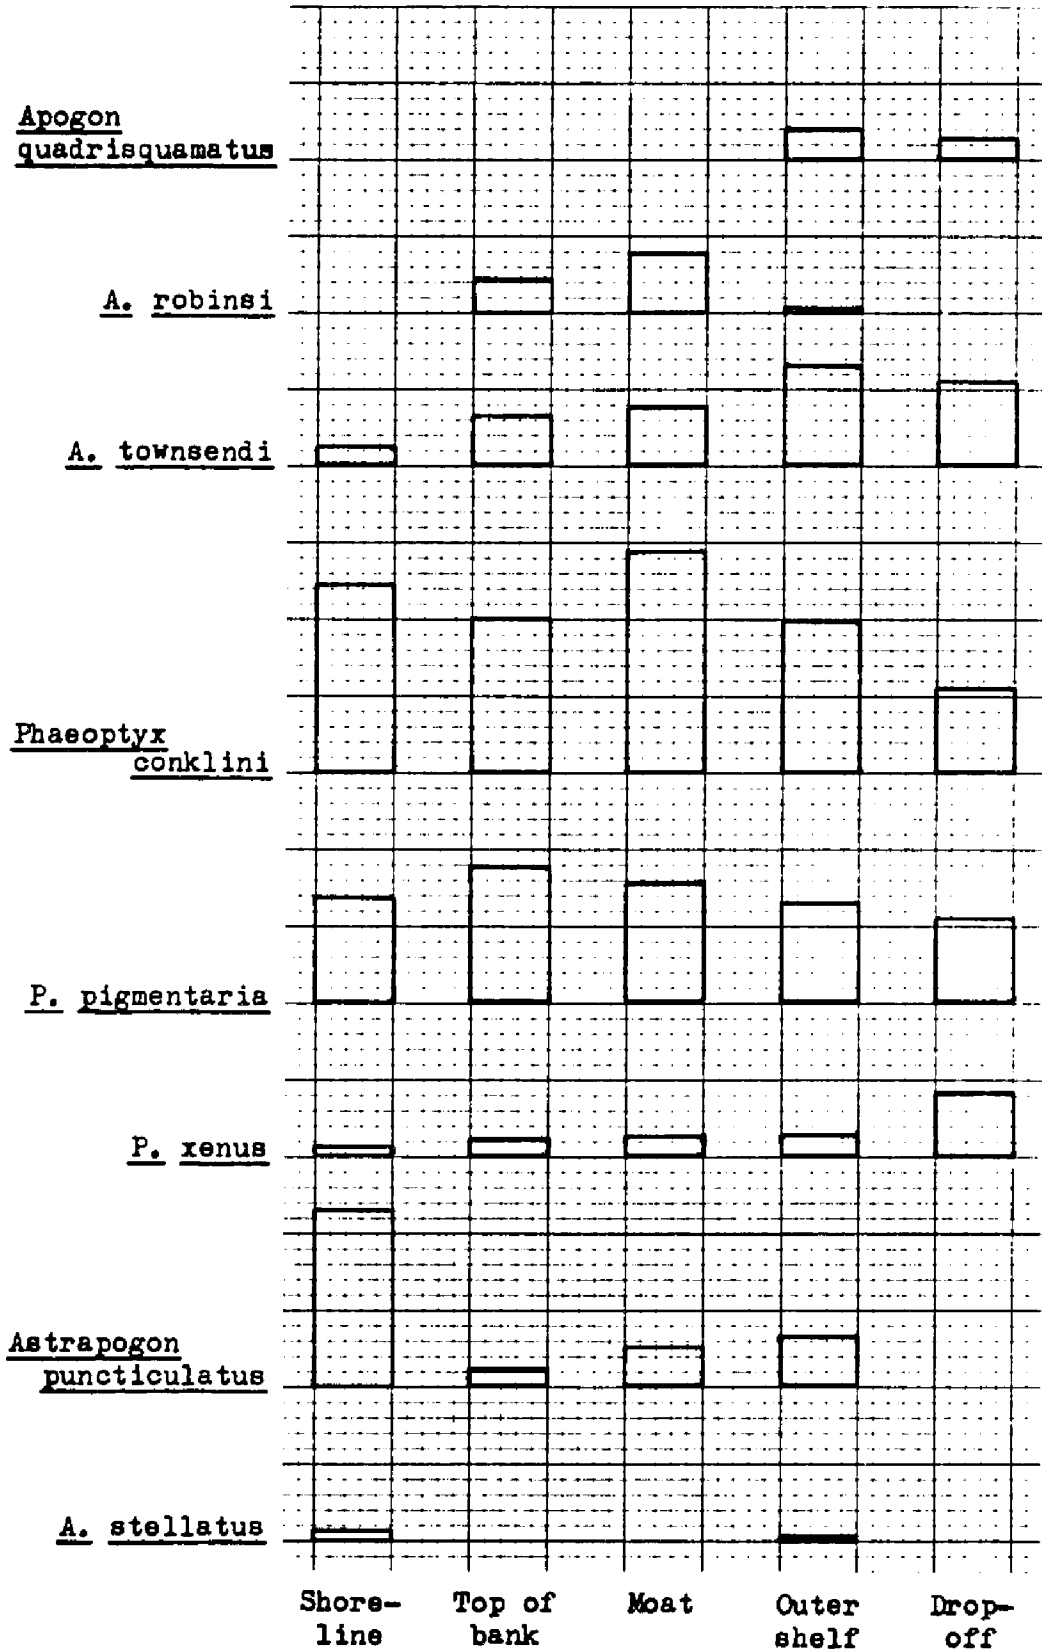 Apogon
quadrisquamatus
A. robinsi
A. townsendi
Phaeoptyx
conklini
P. pigmentaria
P. xenus
Astrapogon
puncticulatus
A. stellatus
Shore-
line
Top of
bank
Moat
Outer
shelf
Drop-
off